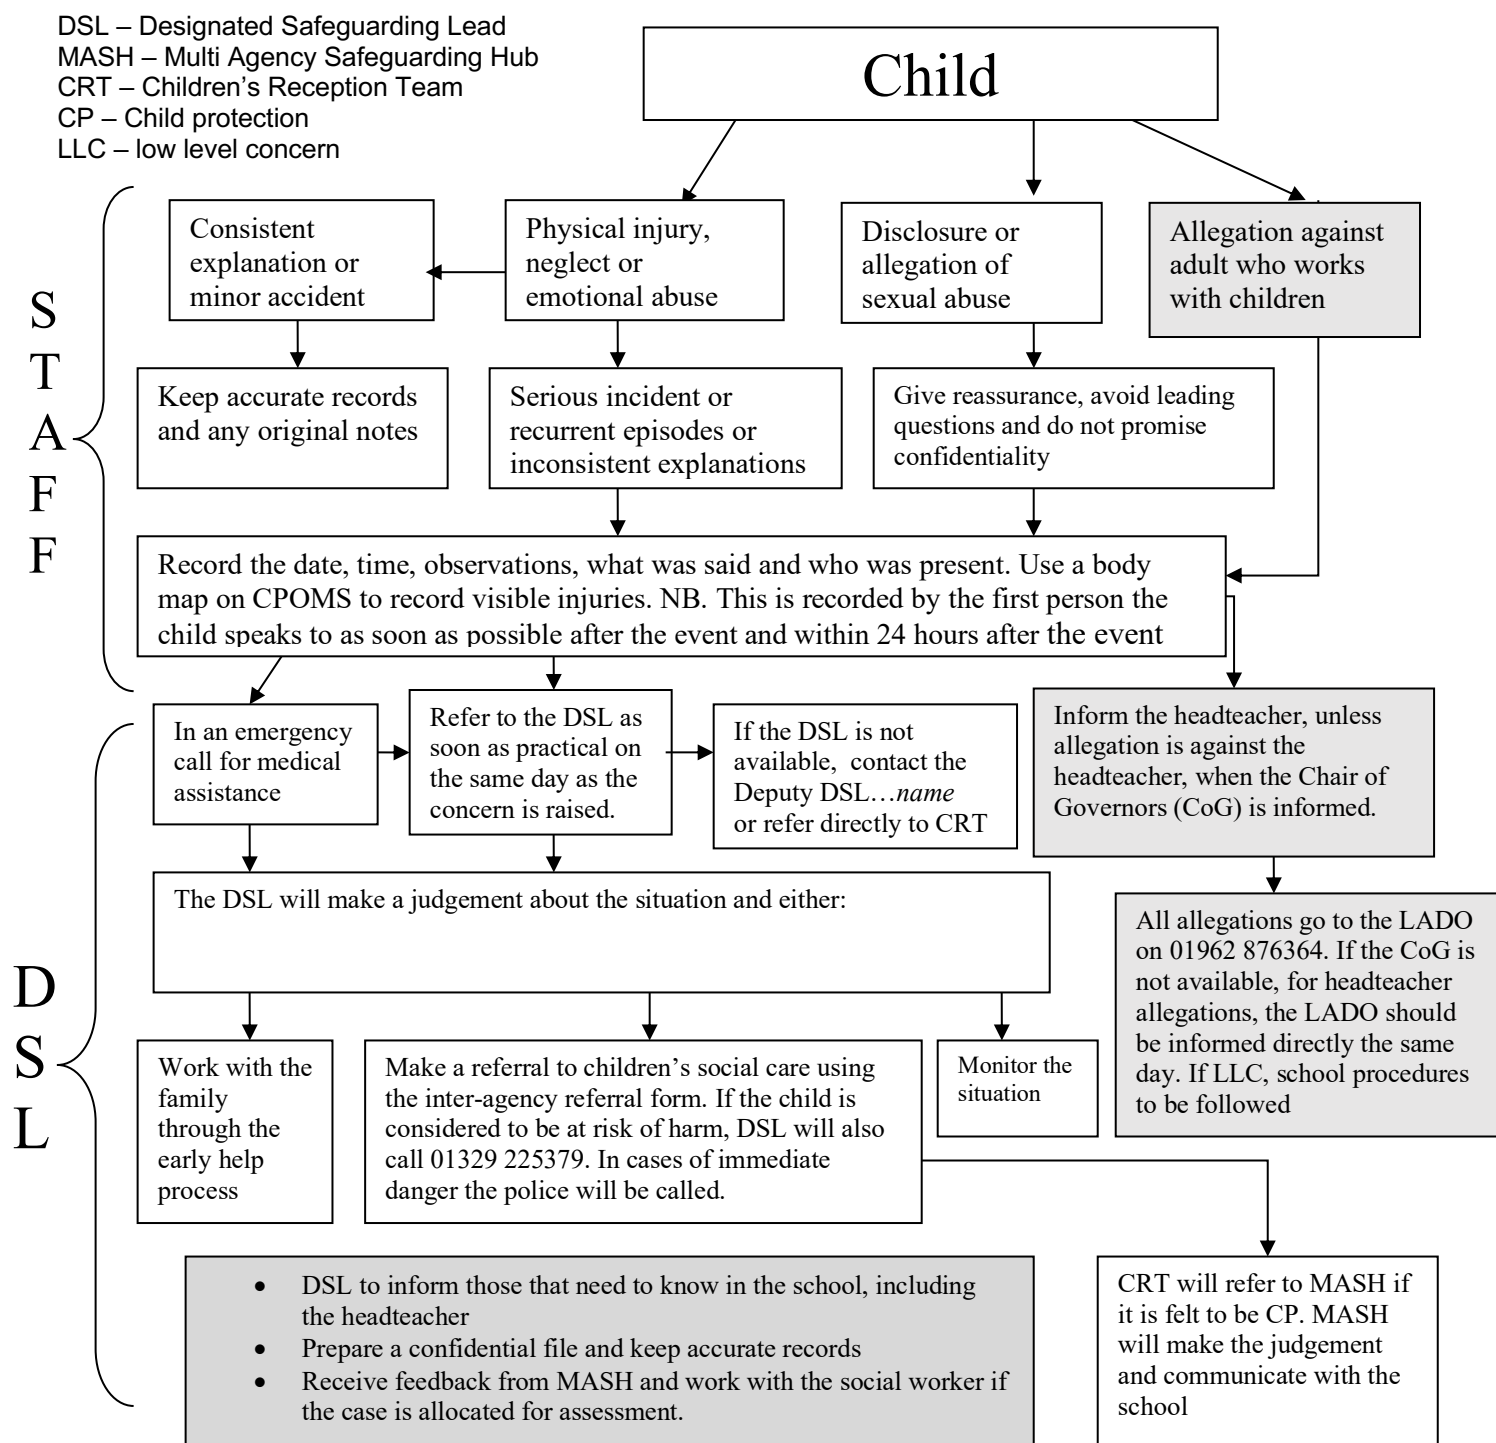 DSL – Designated Safeguarding Lead
MASH – Multi Agency Safeguarding Hub
CRT – Children's Reception Team
CP – Child protection
LLC – low level concern
Child
STAFF
Consistent
explanation or
minor accident
Physical injury,
neglect or
emotional abuse
Disclosure or
allegation of
sexual abuse
Allegation against
adult who works
with children
Keep accurate records
and any original notes
Serious incident or
recurrent episodes or
inconsistent explanations
Give reassurance, avoid leading
questions and do not promise
confidentiality
Record the date, time, observations, what was said and who was present. Use a body
map on CPOMS to record visible injuries. NB. This is recorded by the first person the
child speaks to as soon as possible after the event and within 24 hours after the event
DSL
In an emergency
call for medical
assistance
Refer to the DSL as
soon as practical on
the same day as the
concern is raised.
If the DSL is not
available,  contact the
Deputy DSL…name
or refer directly to CRT
Inform the headteacher, unless
allegation is against the
headteacher, when the Chair of
Governors (CoG) is informed.
The DSL will make a judgement about the situation and either:
All allegations go to the LADO
on 01962 876364. If the CoG is
not available, for headteacher
allegations, the LADO should
be informed directly the same
day. If LLC, school procedures
to be followed
Work with the
family
through the
early help
process
Make a referral to children's social care using
the inter-agency referral form. If the child is
considered to be at risk of harm, DSL will also
call 01329 225379. In cases of immediate
danger the police will be called.
Monitor the
situation
• DSL to inform those that need to know in the school, including
the headteacher
• Prepare a confidential file and keep accurate records
• Receive feedback from MASH and work with the social worker if
the case is allocated for assessment.
CRT will refer to MASH if
it is felt to be CP. MASH
will make the judgement
and communicate with the
school